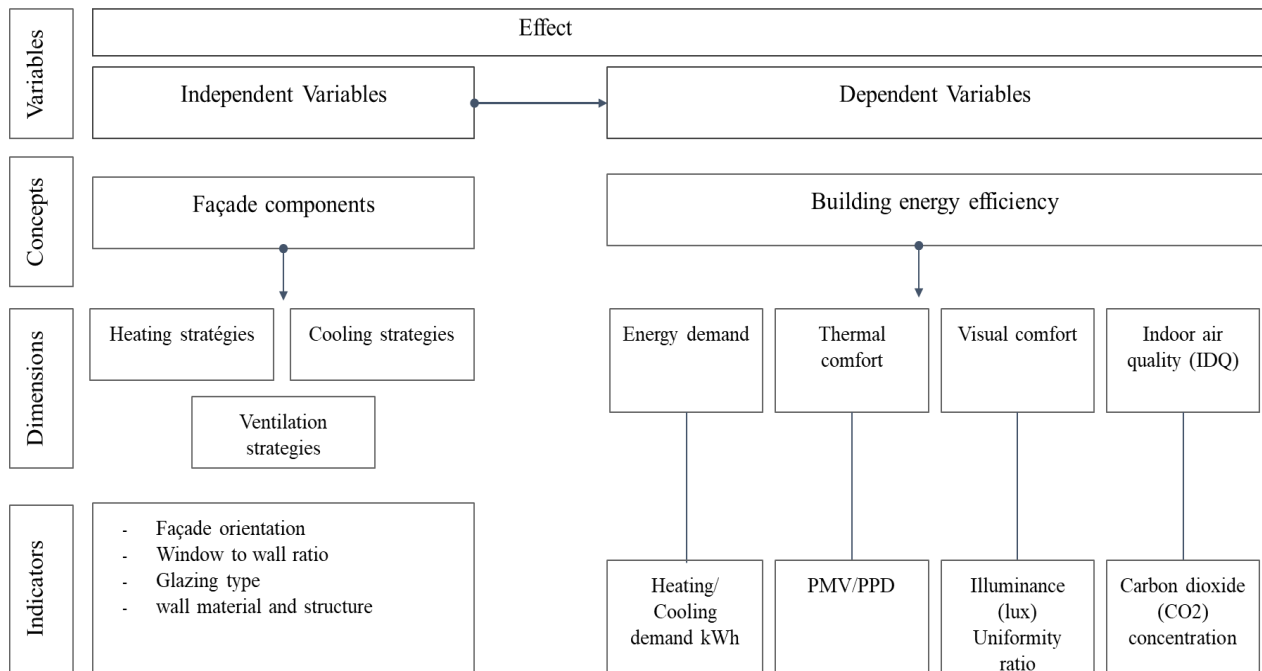 Variables
Effect
Independent Variables
Dependent Variables
Concepts
Façade components
Building energy efficiency
Dimensions
Heating stratégies
Cooling strategies
Ventilation
strategies
Energy demand
Thermal
comfort
Visual comfort
Indoor air
quality (IDQ)
Indicators
- Façade orientation
- Window to wall ratio
- Glazing type
- wall material and structure
Heating/
Cooling
demand kWh
PMV/PPD
Illuminance
(lux)
Uniformity
ratio
Carbon dioxide
(CO2)
concentration